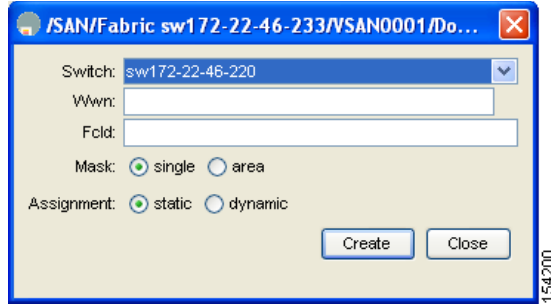 /SAN/Fabric sw172-22-46-233/VSAN0001/Do...
Switch: sw172-22-46-220
Wwn:
FcId:
Mask: single area
Assignment: static dynamic
Create Close
154200